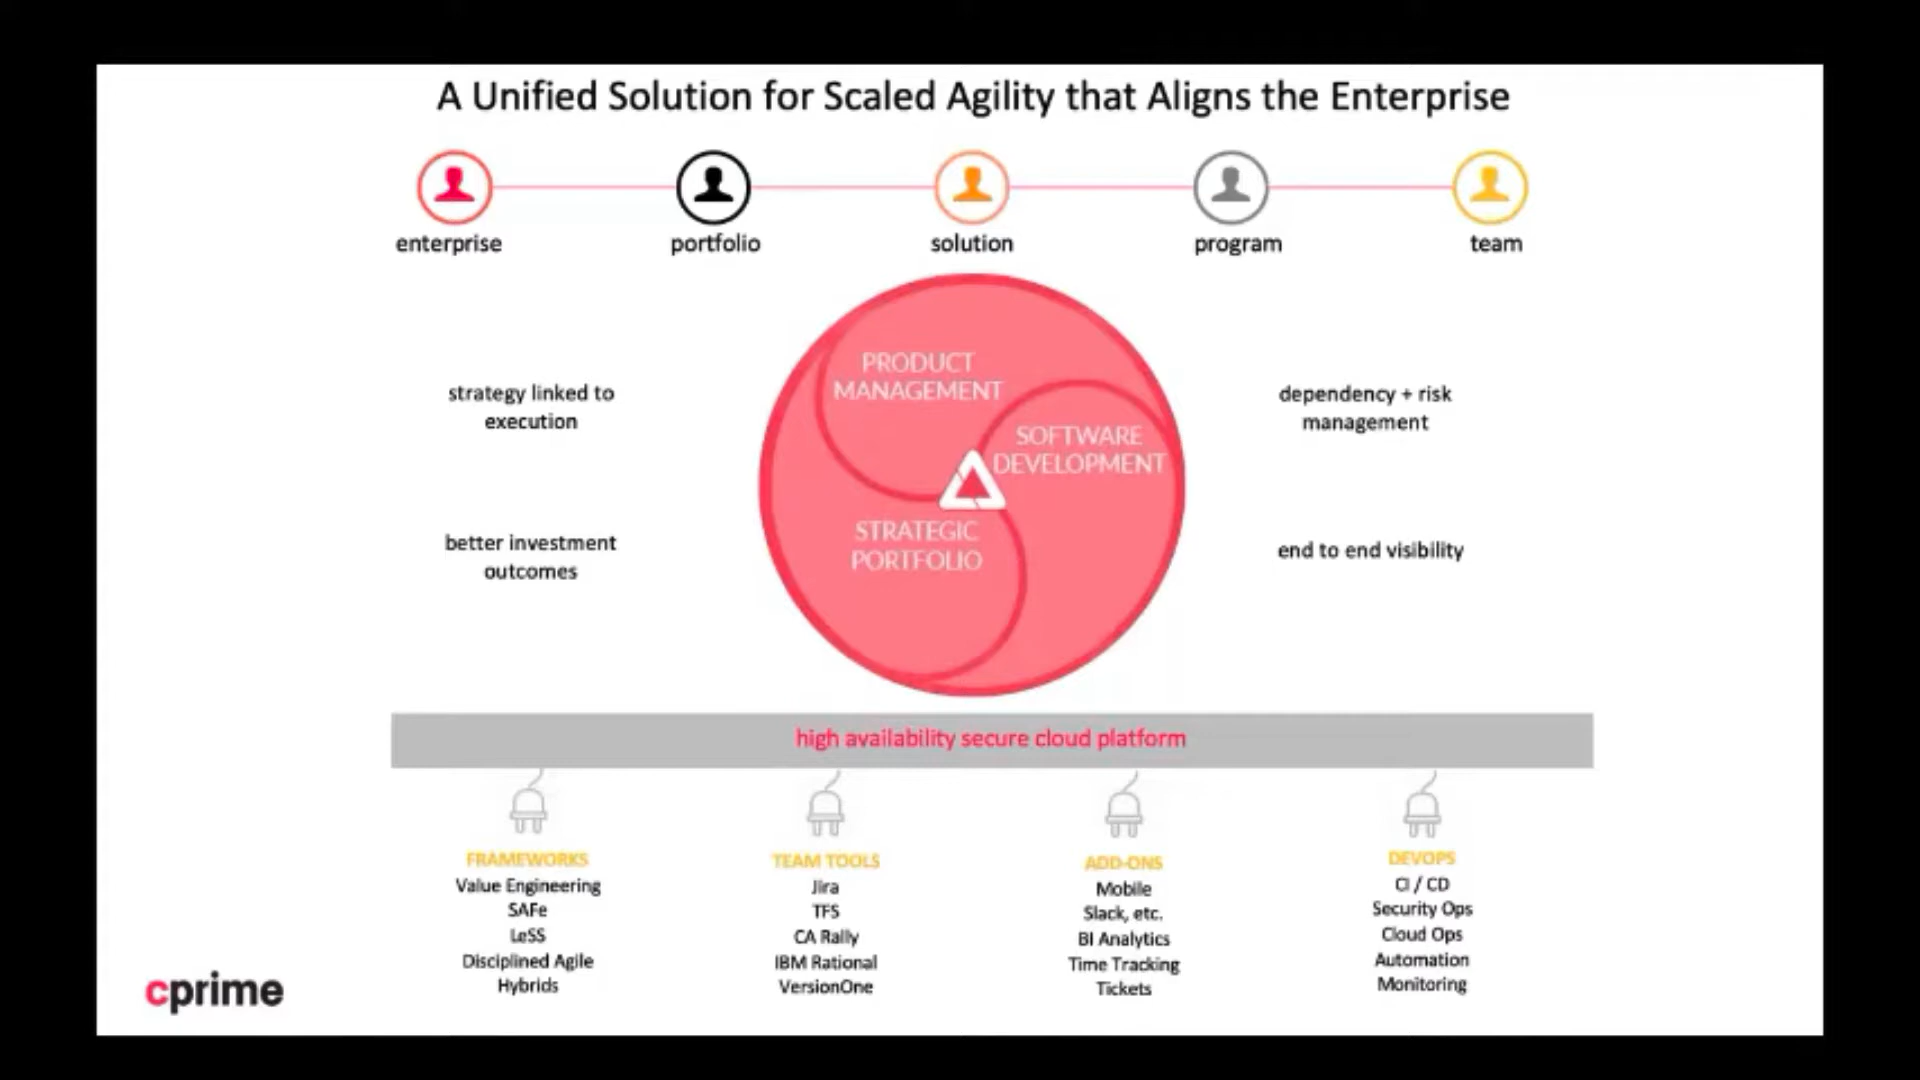 A Unified Solution for Scaled Agility that Aligns the Enterprise
enterprise
portfolio
solution
program
team
strategy linked to
execution
better investment
outcomes
PRODUCT
MANAGEMENT
SOFTWARE
DEVELOPMENT
STRATEGIC
PORTFOLIO
dependency + risk
management
end to end visibility
high availability secure cloud platform
FRAMEWORKS
Value Engineering
SAFe
LeSS
Disciplined Agile
Hybrids
TEAM TOOLS
Jira
TFS
CA Rally
IBM Rational
VersionOne
ADD-ONS
Mobile
Slack, etc.
BI Analytics
Time Tracking
Tickets
DEVOPS
CI / CD
Security Ops
Cloud Ops
Automation
Monitoring
cprime